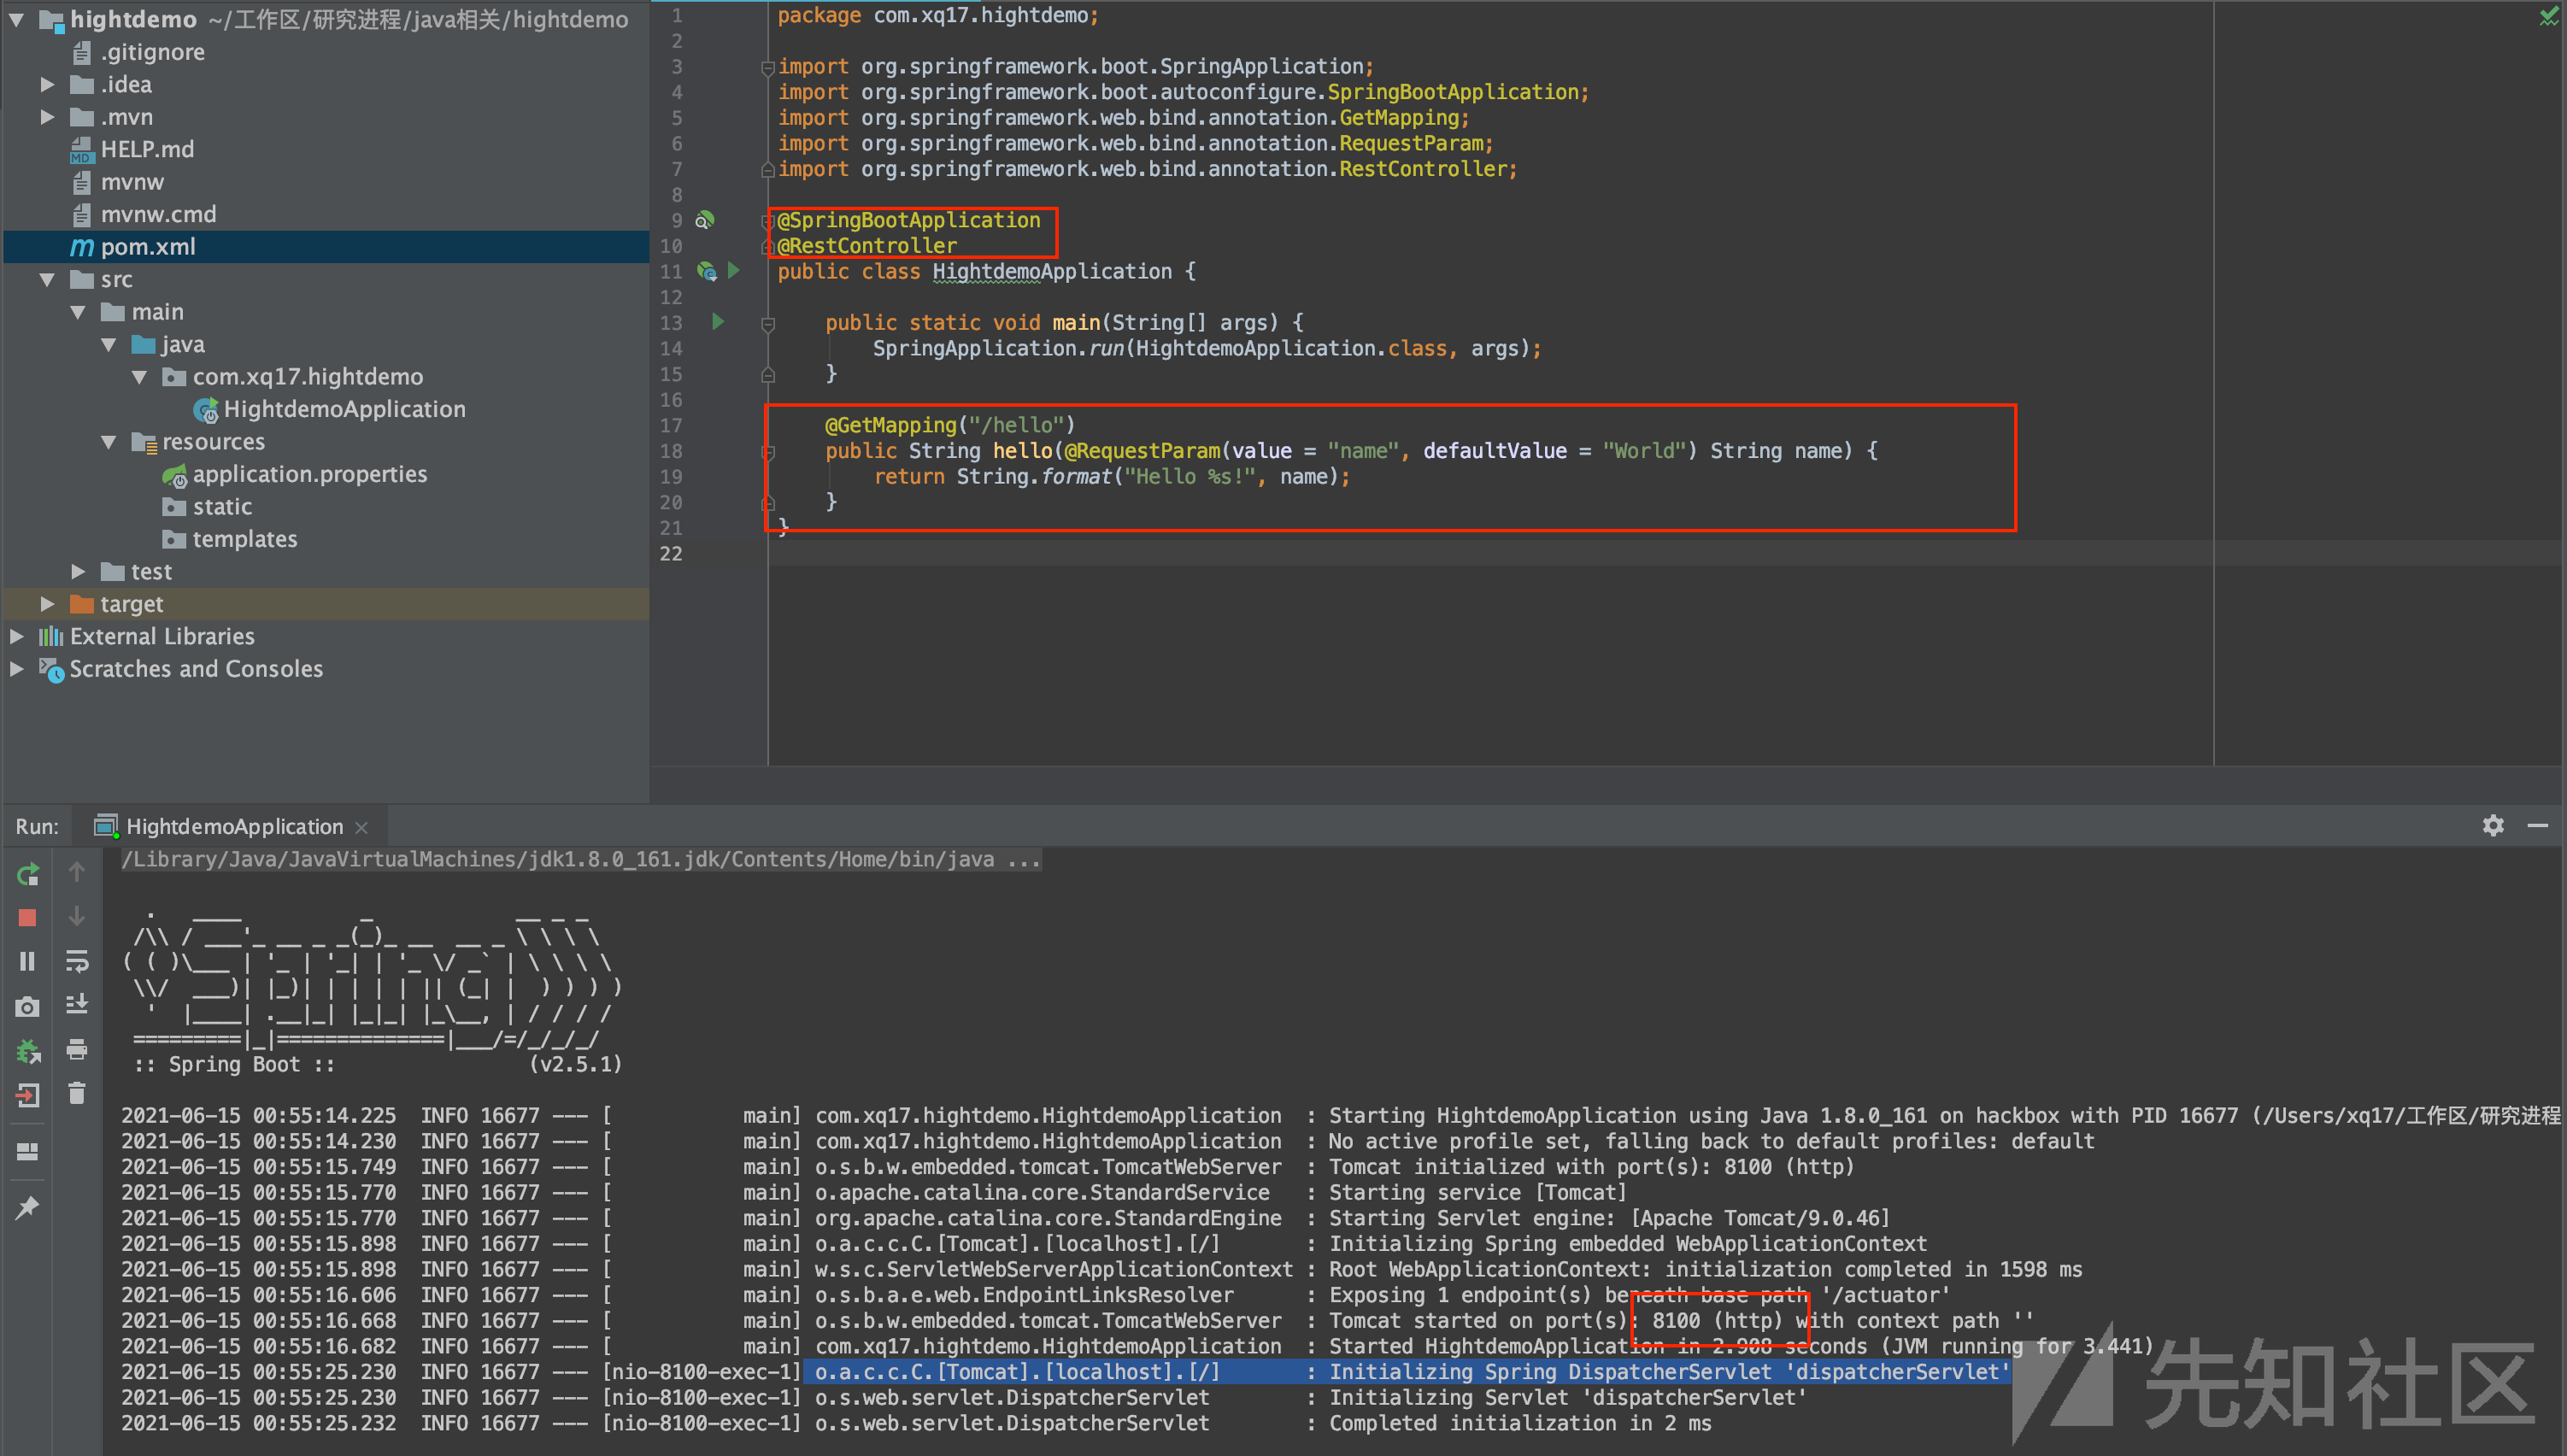 hightdemo ~/工作区/研究进程/java相关/hightdemo
.gitignore
.idea
.mvn
HELP.md
mvnw
mvnw.cmd
pom.xml
src
main
java
com.xq17.hightdemo
HightdemoApplication
resources
application.properties
static
templates
test
target
External Libraries
Scratches and Consoles
1 package com.xq17.hightdemo;
2
3 import org.springframework.boot.SpringApplication;
4 import org.springframework.boot.autoconfigure.SpringBootApplication;
5 import org.springframework.web.bind.annotation.GetMapping;
6 import org.springframework.web.bind.annotation.RequestParam;
7 import org.springframework.web.bind.annotation.RestController;
8
9 @SpringBootApplication
10 @RestController
11 public class HightdemoApplication {
12
13     public static void main(String[] args) {
14         SpringApplication.run(HightdemoApplication.class, args);
15     }
16
17     @GetMapping("/hello")
18     public String hello(@RequestParam(value = "name", defaultValue = "World") String name) {
19         return String.format("Hello %s!", name);
20     }
21 }
22
Run: HightdemoApplication
/Library/Java/JavaVirtualMachines/jdk1.8.0_161.jdk/Contents/Home/bin/java ...
  .   ____          _            __ _ _
 /\\ / ___'_ __ _ _(_)_ __  __ _ \ \ \ \
( ( )\___ | '_ | '_| | '_ \/ _` | \ \ \ \
 \\/  ___)| |_)| | | | | || (_| |  ) ) ) )
  '  |____| .__|_| |_|_| |_\__, | / / / /
 =========|_|==============|___/=/_/_/_/
 :: Spring Boot ::                (v2.5.1)
2021-06-15 00:55:14.225  INFO 16677 --- [           main] com.xq17.hightdemo.HightdemoApplication  : Starting HightdemoApplication using Java 1.8.0_161 on hackbox with PID 16677 (/Users/xq17/工作区/研究进程
2021-06-15 00:55:14.230  INFO 16677 --- [           main] com.xq17.hightdemo.HightdemoApplication  : No active profile set, falling back to default profiles: default
2021-06-15 00:55:15.749  INFO 16677 --- [           main] o.s.b.w.embedded.tomcat.TomcatWebServer  : Tomcat initialized with port(s): 8100 (http)
2021-06-15 00:55:15.770  INFO 16677 --- [           main] o.apache.catalina.core.StandardService   : Starting service [Tomcat]
2021-06-15 00:55:15.770  INFO 16677 --- [           main] org.apache.catalina.core.StandardEngine  : Starting Servlet engine: [Apache Tomcat/9.0.46]
2021-06-15 00:55:15.898  INFO 16677 --- [           main] o.a.c.c.C.[Tomcat].[localhost].[/]       : Initializing Spring embedded WebApplicationContext
2021-06-15 00:55:15.898  INFO 16677 --- [           main] w.s.c.ServletWebServerApplicationContext : Root WebApplicationContext: initialization completed in 1598 ms
2021-06-15 00:55:16.606  INFO 16677 --- [           main] o.s.b.a.e.web.EndpointLinksResolver      : Exposing 1 endpoint(s) beneath base path '/actuator'
2021-06-15 00:55:16.668  INFO 16677 --- [           main] o.s.b.w.embedded.tomcat.TomcatWebServer  : Tomcat started on port(s): 8100 (http) with context path ''
2021-06-15 00:55:16.682  INFO 16677 --- [           main] com.xq17.hightdemo.HightdemoApplication  : Started HightdemoApplication in 2.908 seconds (JVM running for 3.441)
2021-06-15 00:55:25.230  INFO 16677 --- [nio-8100-exec-1] o.a.c.c.C.[Tomcat].[localhost].[/]       : Initializing Spring DispatcherServlet 'dispatcherServlet'
2021-06-15 00:55:25.230  INFO 16677 --- [nio-8100-exec-1] o.s.web.servlet.DispatcherServlet        : Initializing Servlet 'dispatcherServlet'
2021-06-15 00:55:25.232  INFO 16677 --- [nio-8100-exec-1] o.s.web.servlet.DispatcherServlet        : Completed initialization in 2 ms
先知社区